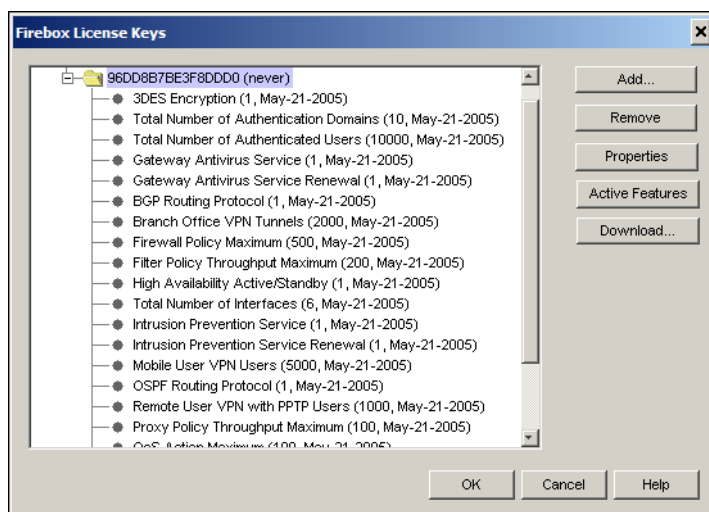 Firebox License Keys
96DD8B7BE3F8DDD0 (never)
3DES Encryption (1, May-21-2005)
Total Number of Authentication Domains (10, May-21-2005)
Total Number of Authenticated Users (10000, May-21-2005)
Gateway Antivirus Service (1, May-21-2005)
Gateway Antivirus Service Renewal (1, May-21-2005)
BGP Routing Protocol (1, May-21-2005)
Branch Office VPN Tunnels (2000, May-21-2005)
Firewall Policy Maximum (500, May-21-2005)
Filter Policy Throughput Maximum (200, May-21-2005)
High Availability Active/Standby (1, May-21-2005)
Total Number of Interfaces (6, May-21-2005)
Intrusion Prevention Service (1, May-21-2005)
Intrusion Prevention Service Renewal (1, May-21-2005)
Mobile User VPN Users (5000, May-21-2005)
OSPF Routing Protocol (1, May-21-2005)
Remote User VPN with PPTP Users (1000, May-21-2005)
Proxy Policy Throughput Maximum (100, May-21-2005)
QoS Action Maximum (100, May-21-2005)
Add...
Remove
Properties
Active Features
Download...
OK
Cancel
Help